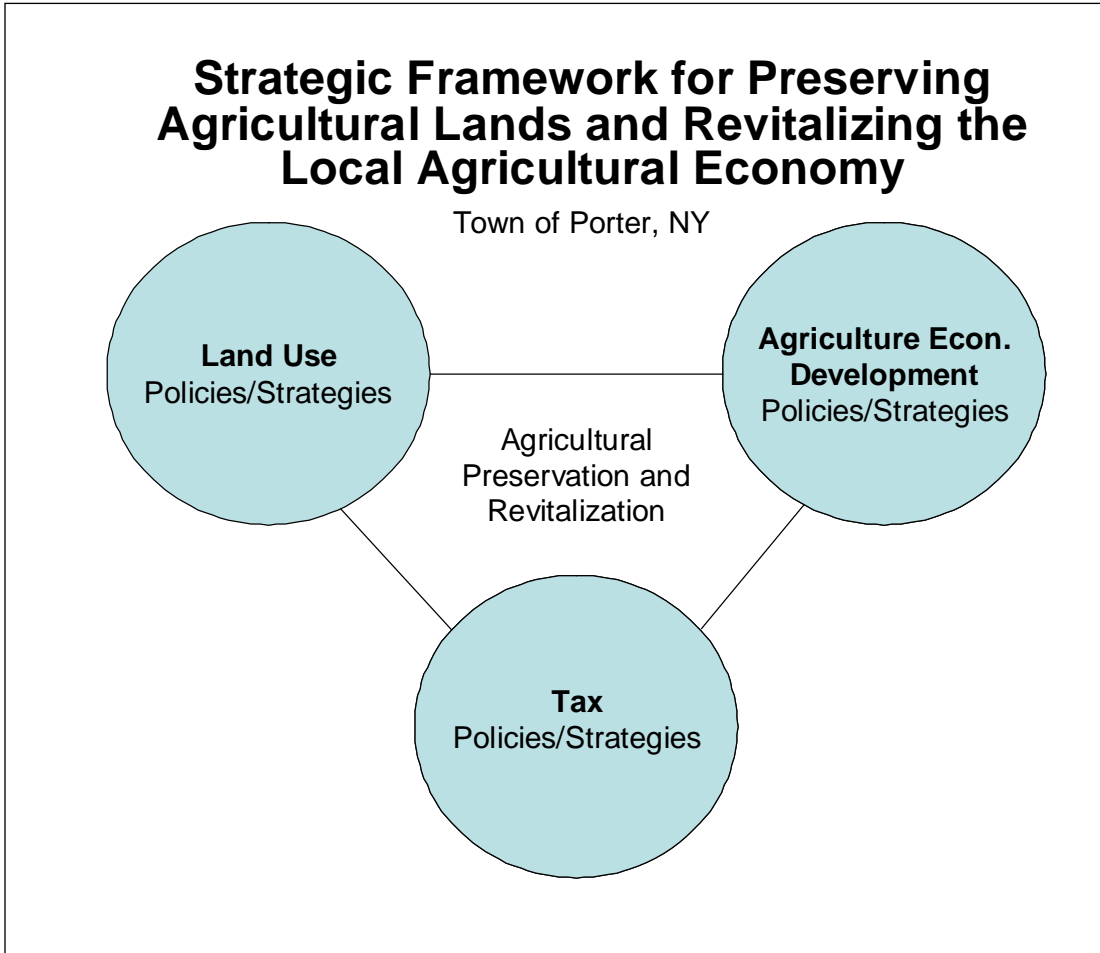 Strategic Framework for Preserving
Agricultural Lands and Revitalizing the
Local Agricultural Economy
Town of Porter, NY
Land Use
Policies/Strategies
Agriculture Econ.
Development
Policies/Strategies
Agricultural
Preservation and
Revitalization
Tax
Policies/Strategies